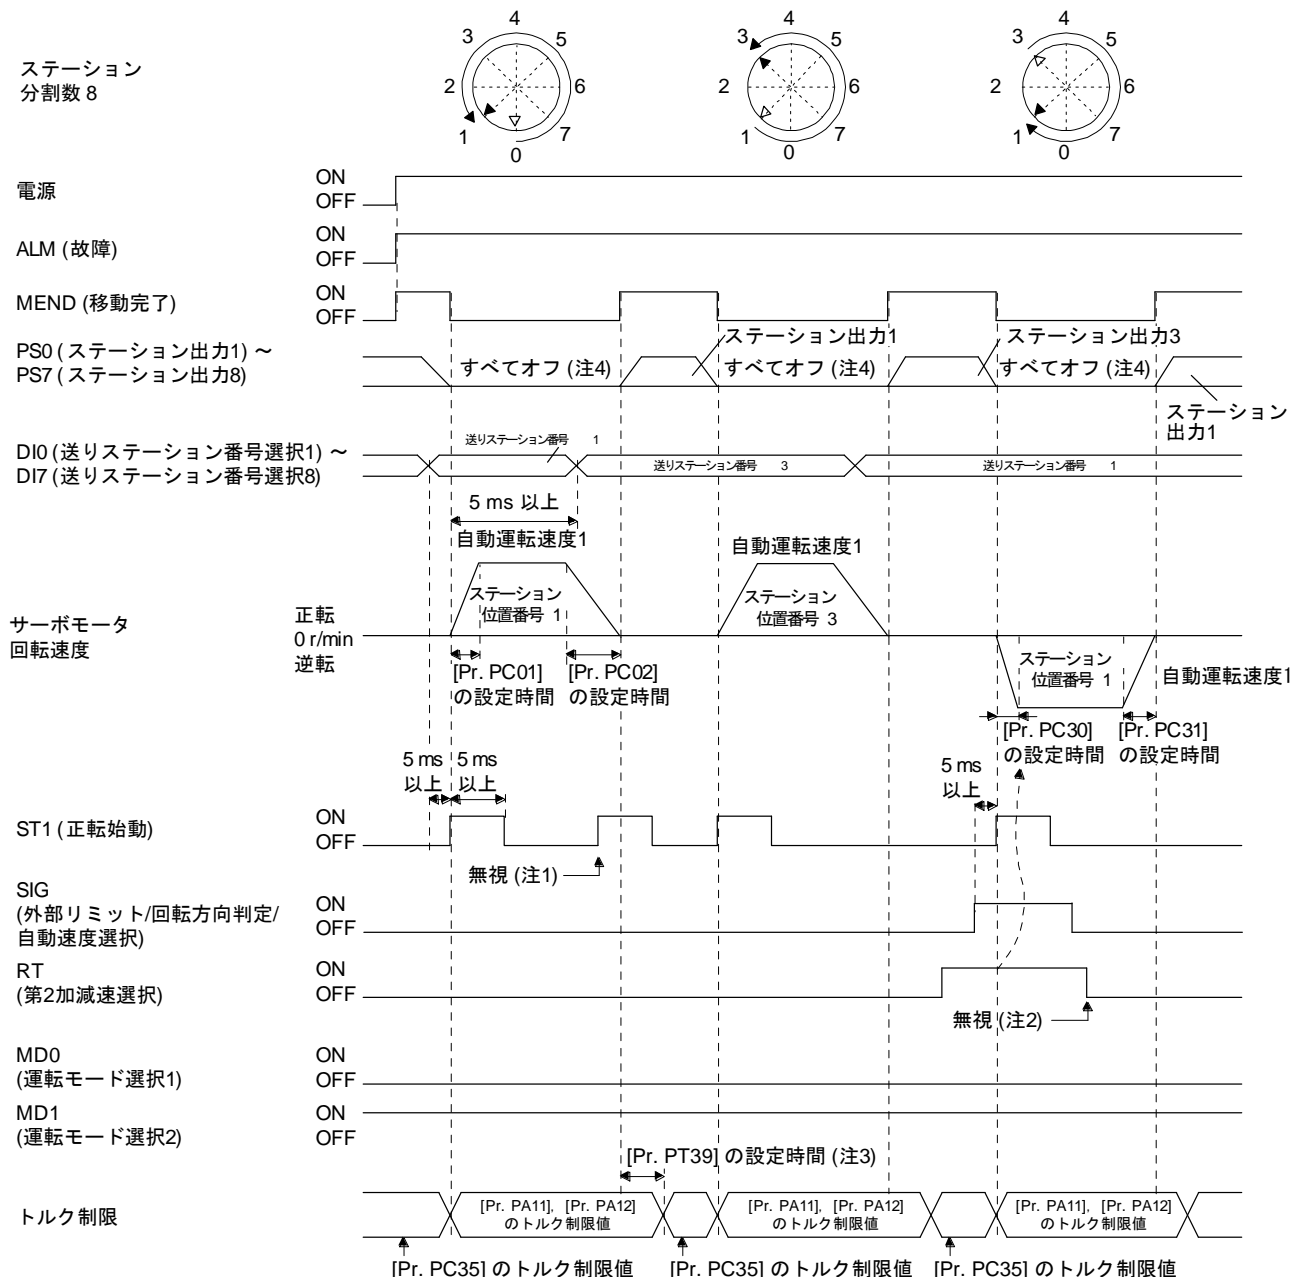 ステーション
分割数 8
4
3 5
2 6
1 7
0
4
3 5
2 6
1 7
0
4
3 5
2 6
1 7
0
電源
ON
OFF
ALM (故障)
ON
OFF
MEND (移動完了)
ON
OFF
PS0 (ステーション出力1) ~
PS7 (ステーション出力8)
すべてオフ (注4)
ステーション出力1
すべてオフ (注4)
ステーション出力3
すべてオフ (注4)
ステーション
出力1
DI0 (送りステーション番号選択1) ~
DI7 (送りステーション番号選択8)
送りステーション番号 1
送りステーション番号 3
送りステーション番号 1
5 ms 以上
自動運転速度1
自動運転速度1
サーボモータ
回転速度
正転
0 r/min
逆転
ステーション
位置番号 1
ステーション
位置番号 3
ステーション
位置番号 1
自動運転速度1
[Pr. PC01]
の設定時間
[Pr. PC02]
の設定時間
[Pr. PC30]
の設定時間
[Pr. PC31]
の設定時間
5 ms
以上
5 ms
以上
5 ms
以上
ST1 (正転始動)
ON
OFF
無視 (注1)
SIG
(外部リミット/回転方向判定/
自動速度選択)
ON
OFF
RT
(第2加減速選択)
ON
OFF
無視 (注2)
MD0
(運転モード選択1)
ON
OFF
MD1
(運転モード選択2)
ON
OFF
[Pr. PT39] の設定時間 (注3)
トルク制限
[Pr. PA11], [Pr. PA12]
のトルク制限値
[Pr. PA11], [Pr. PA12]
のトルク制限値
[Pr. PA11], [Pr. PA12]
のトルク制限値
[Pr. PC35] のトルク制限値
[Pr. PC35] のトルク制限値
[Pr. PC35] のトルク制限値